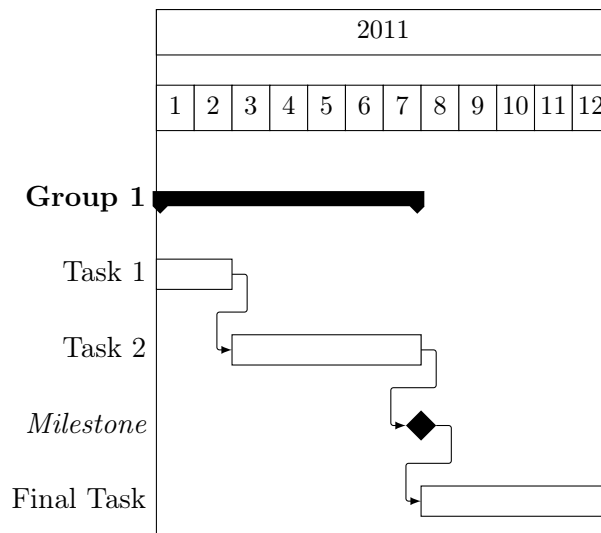 2011
1 2 3 4 5 6 7 8 9 10 11 12
Group 1
Task 1
Task 2
Milestone
Final Task